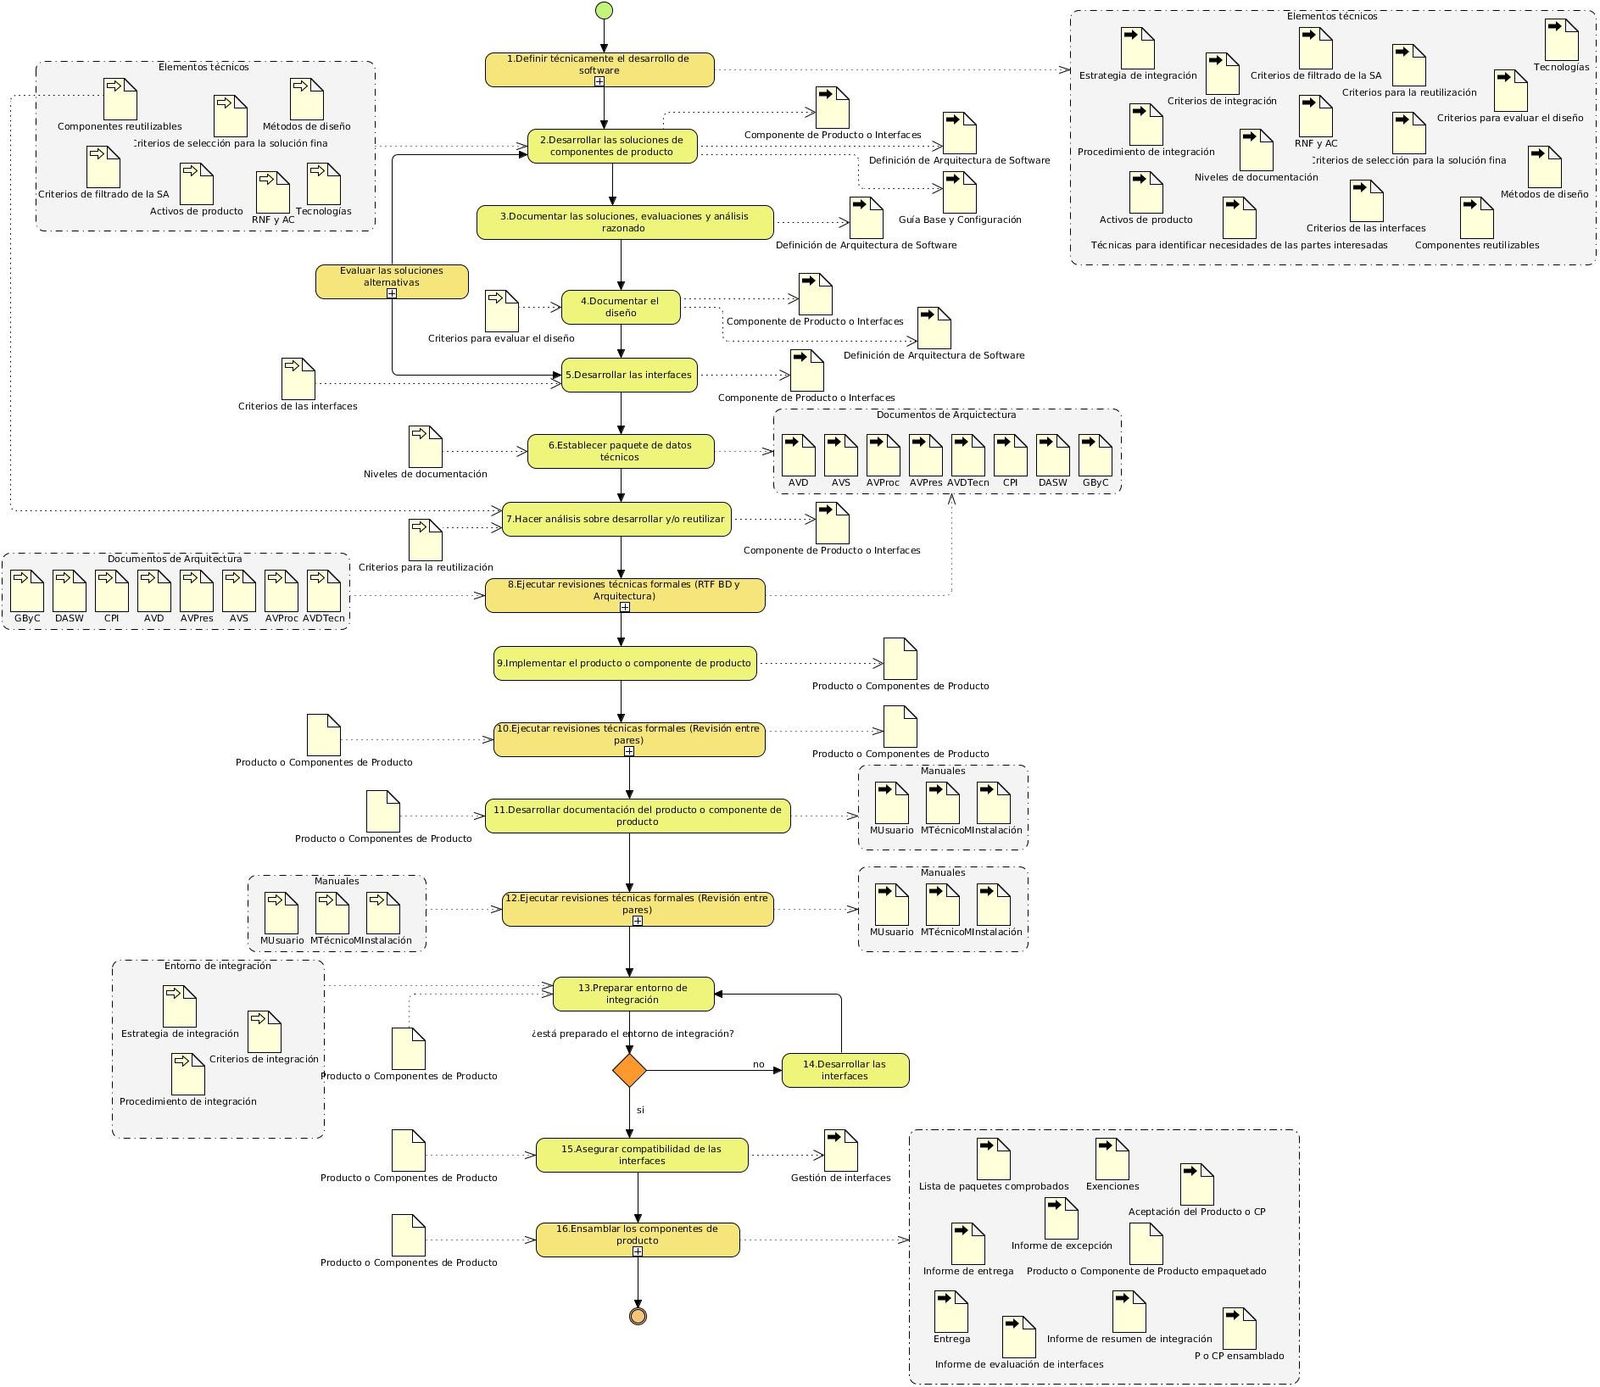 Elementos técnicos
Componentes reutilizables
Criterios de selección para la solución fina
Métodos de diseño
Criterios de filtrado de la SA
Activos de producto
RNF y AC
Tecnologías
1.Definir técnicamente el desarrollo de
software
Elementos técnicos
Estrategia de integración
Criterios de integración
Criterios de filtrado de la SA
Criterios para la reutilización
Tecnologías
Criterios para evaluar el diseño
Procedimiento de integración
Niveles de documentación
RNF y AC
Criterios de selección para la solución fina
Métodos de diseño
Activos de producto
Técnicas para identificar necesidades de las partes interesadas
Criterios de las interfaces
Componentes reutilizables
2.Desarrollar las soluciones de
componentes de producto
Componente de Producto o Interfaces
Definición de Arquitectura de Software
Guía Base y Configuración
3.Documentar las soluciones, evaluaciones y análisis
razonado
Definición de Arquitectura de Software
Evaluar las soluciones
alternativas
Criterios para evaluar el diseño
4.Documentar el
diseño
Componente de Producto o Interfaces
Definición de Arquitectura de Software
Criterios de las interfaces
5.Desarrollar las interfaces
Componente de Producto o Interfaces
Niveles de documentación
6.Establecer paquete de datos
técnicos
Documentos de Arquictectura
AVD
AVS
AVProc
AVPres
AVDTecn
CPI
DASW
GByC
Criterios para la reutilización
7.Hacer análisis sobre desarrollar y/o reutilizar
Componente de Producto o Interfaces
Documentos de Arquitectura
GByC
DASW
CPI
AVD
AVPres
AVS
AVProc
AVDTecn
8.Ejecutar revisiones técnicas formales (RTF BD y
Arquitectura)
9.Implementar el producto o componente de producto
Producto o Componentes de Producto
Producto o Componentes de Producto
10.Ejecutar revisiones técnicas formales (Revisión entre
pares)
Producto o Componentes de Producto
Producto o Componentes de Producto
11.Desarrollar documentación del producto o componente de
producto
Manuales
MUsuario
MTécnico
MInstalación
Manuales
MUsuario
MTécnico
MInstalación
12.Ejecutar revisiones técnicas formales (Revisión entre
pares)
Manuales
MUsuario
MTécnico
MInstalación
Entorno de integración
Estrategia de integración
Criterios de integración
Procedimiento de integración
Producto o Componentes de Producto
13.Preparar entorno de
integración
¿está preparado el entorno de integración?
no
14.Desarrollar las
interfaces
si
Producto o Componentes de Producto
15.Asegurar compatibilidad de las
interfaces
Gestión de interfaces
Producto o Componentes de Producto
16.Ensamblar los componentes de
producto
Lista de paquetes comprobados
Exenciones
Aceptación del Producto o CP
Informe de excepción
Informe de entrega
Producto o Componente de Producto empaquetado
Entrega
Informe de evaluación de interfaces
Informe de resumen de integración
P o CP ensamblado